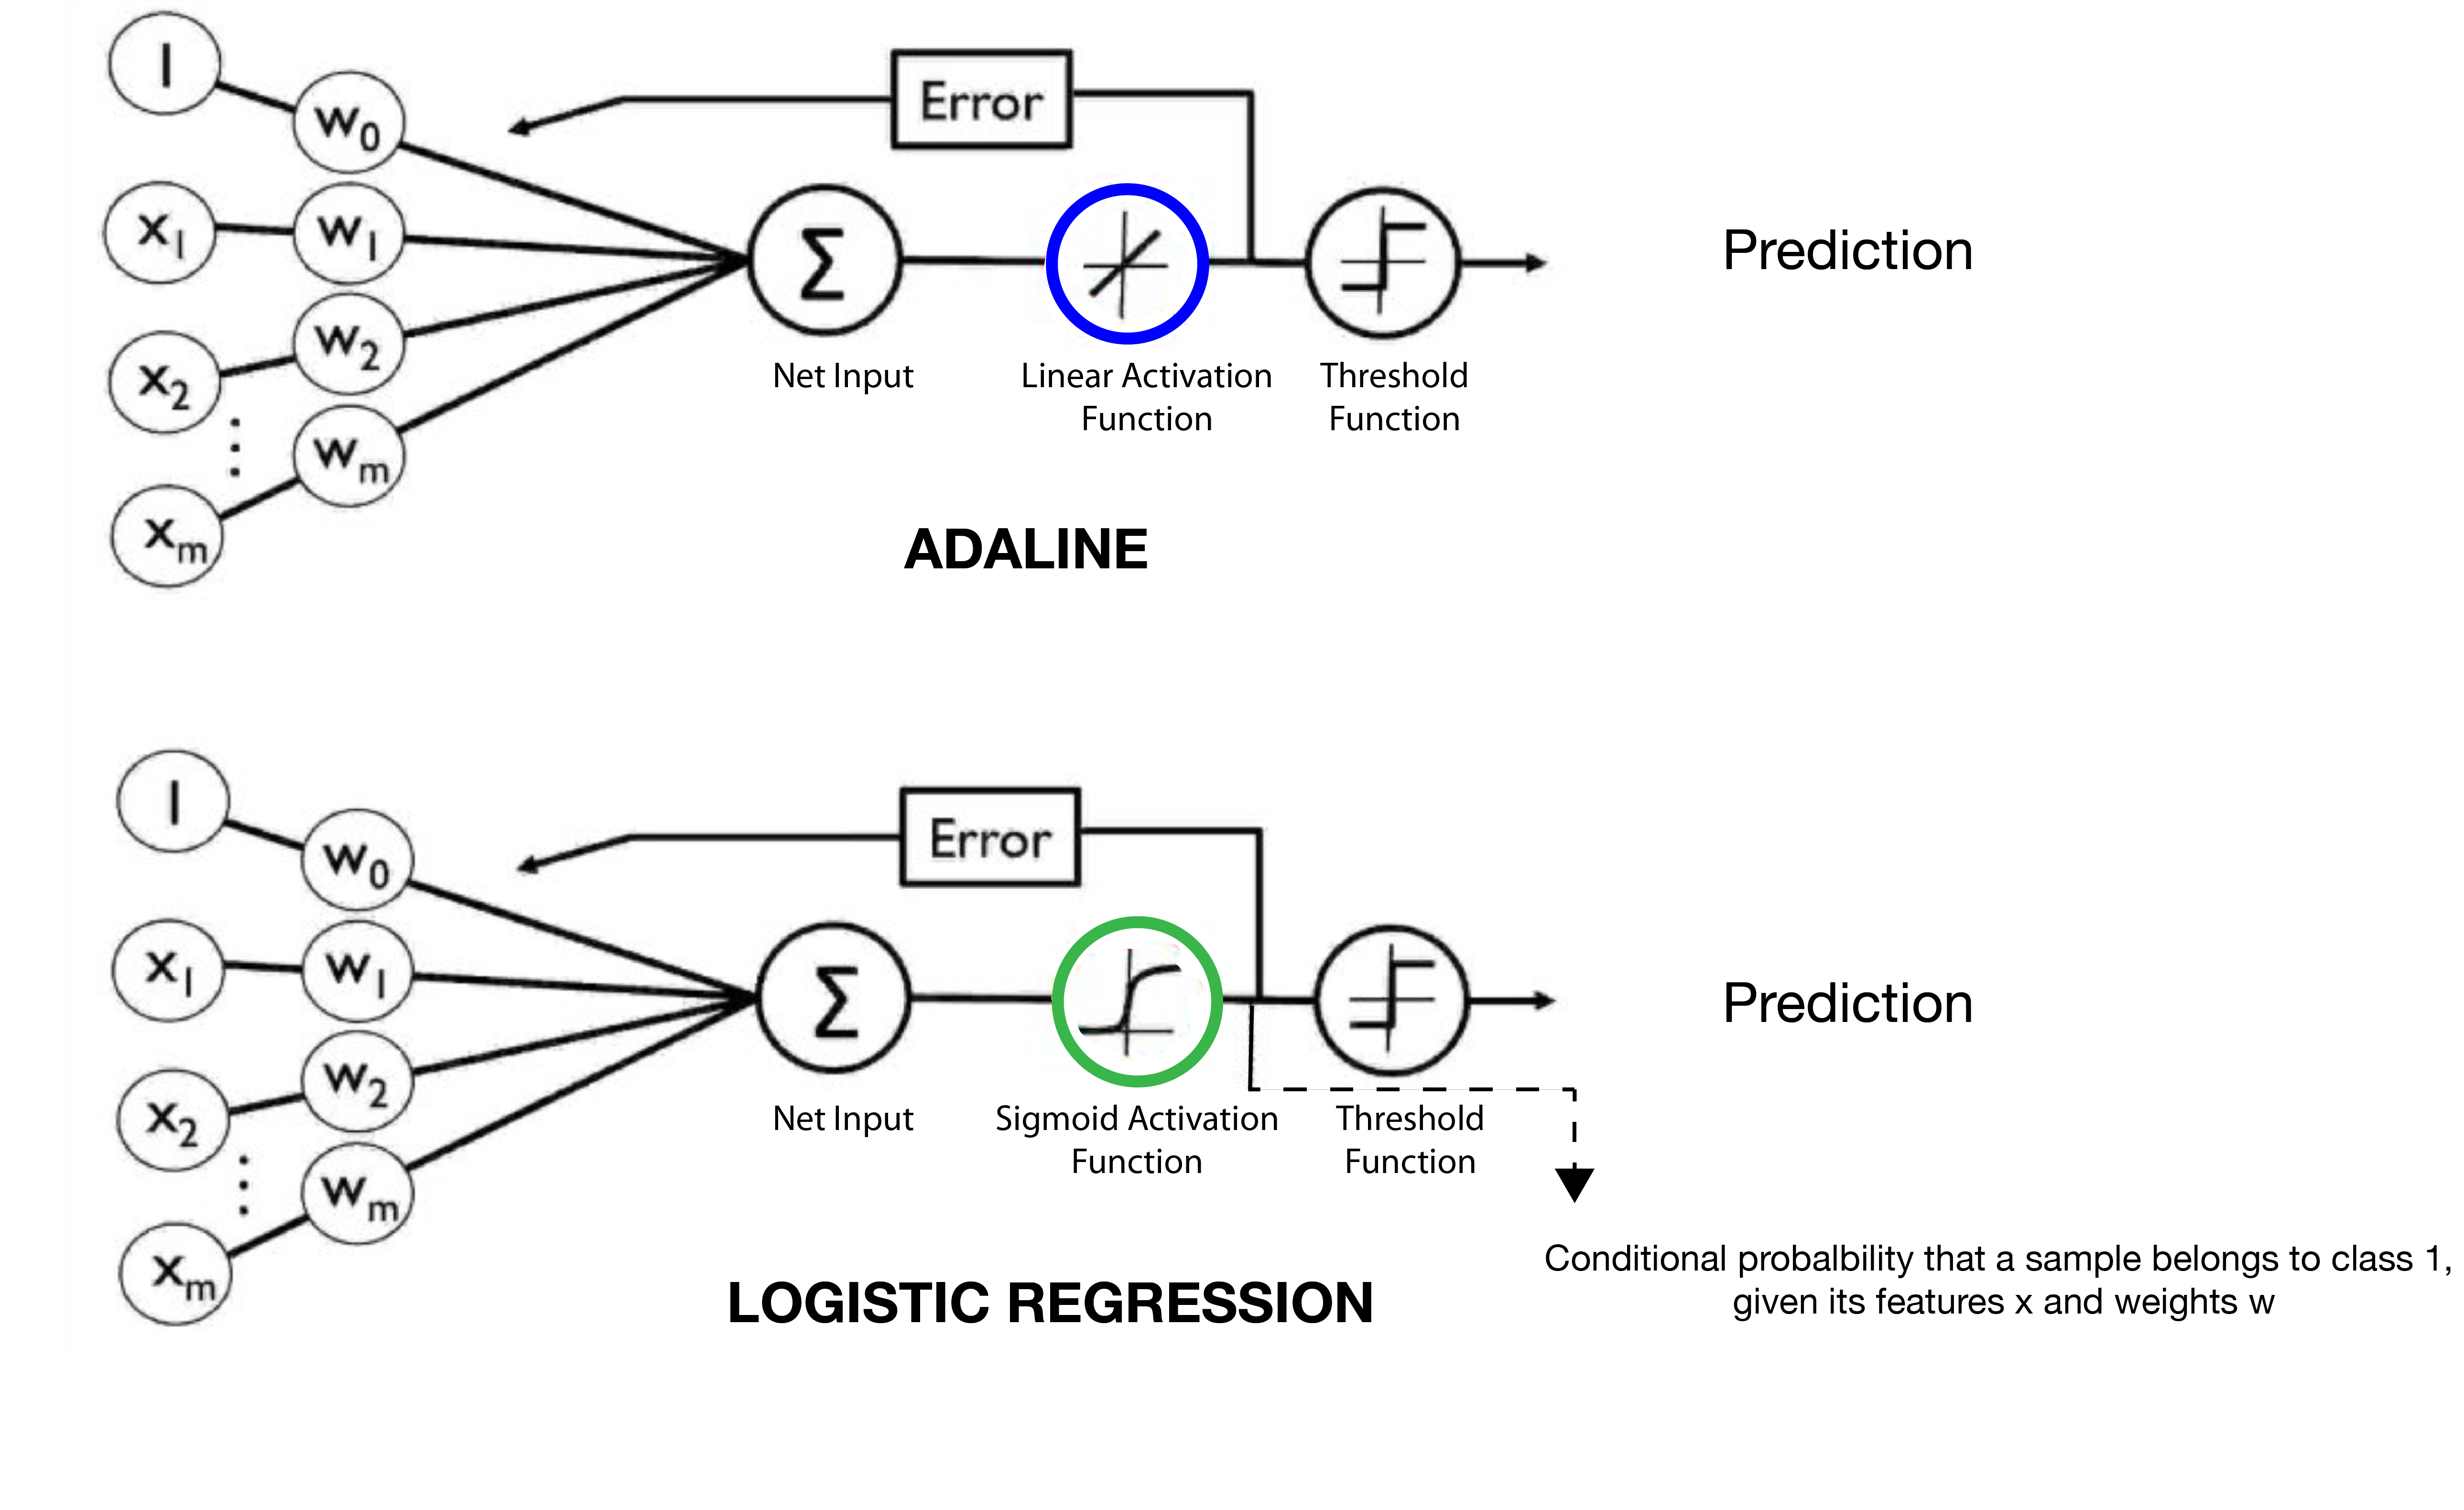 1
w0
x1
w1
x2
w2
⋮
wm
xm
Error
Σ
Net Input
Linear Activation
Function
Threshold
Function
Prediction
ADALINE
1
w0
x1
w1
x2
w2
⋮
wm
xm
Error
Σ
Net Input
Sigmoid Activation
Function
Threshold
Function
Prediction
Conditional probalbility that a sample belongs to class 1,
given its features x and weights w
LOGISTIC REGRESSION